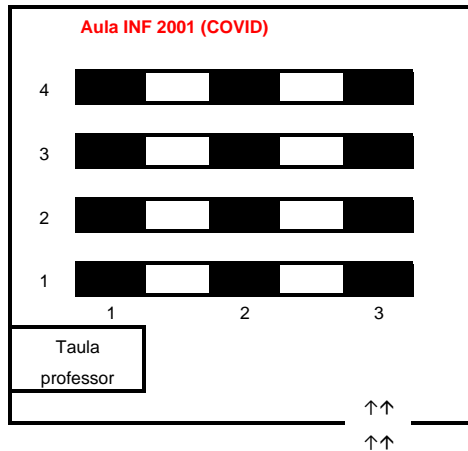 Aula INF 2001 (COVID)
4
3
2
1
1 2 3
Taula
professor
↑↑
↑↑